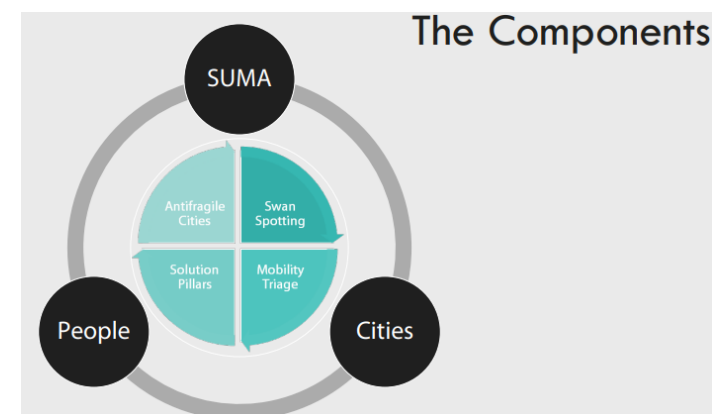 The Components
SUMA
Antifragile
Cities
Swan
Spotting
Solution
Pillars
Mobility
Triage
People
Cities